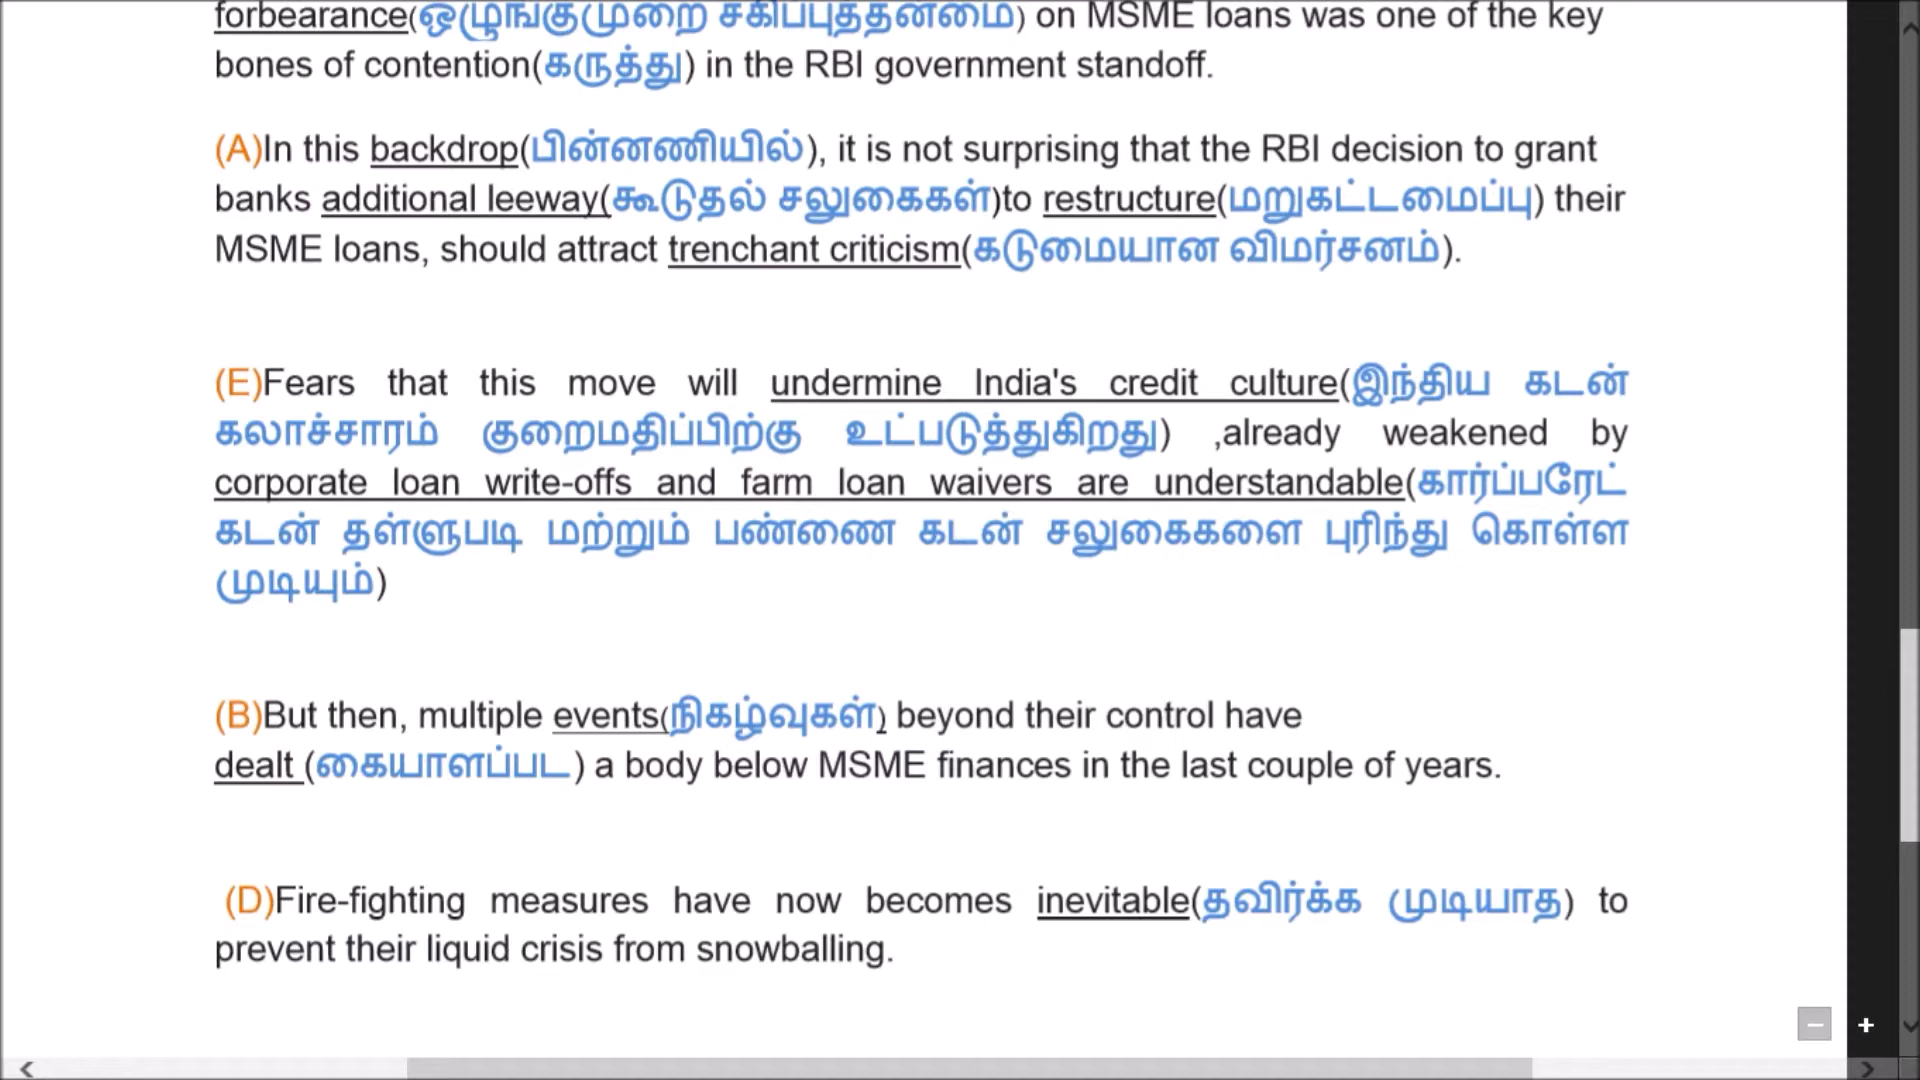 forbearance(ஒழுங்குமுறை சகிப்புத்தன்மை) on MSME loans was one of the key
bones of contention(கருத்து) in the RBI government standoff.
(A)In this backdrop(பின்னணியில்), it is not surprising that the RBI decision to grant
banks additional leeway(கூடுதல் சலுகைகள்)to restructure(மறுகட்டமைப்பு) their
MSME loans, should attract trenchant criticism(கடுமையான விமர்சனம்).
(E)Fears that this move will undermine India's credit culture(இந்திய கடன்
கலாச்சாரம் குறைமதிப்பிற்கு உட்படுத்துகிறது) ,already weakened by
corporate loan write-offs and farm loan waivers are understandable(கார்ப்பரேட்
கடன் தள்ளுபடி மற்றும் பண்ணை கடன் சலுகைகளை புரிந்து கொள்ள
முடியும்)
(B)But then, multiple events(நிகழ்வுகள்) beyond their control have
dealt (கையாளப்பட) a body below MSME finances in the last couple of years.
(D)Fire-fighting measures have now becomes inevitable(தவிர்க்க முடியாத) to
prevent their liquid crisis from snowballing.